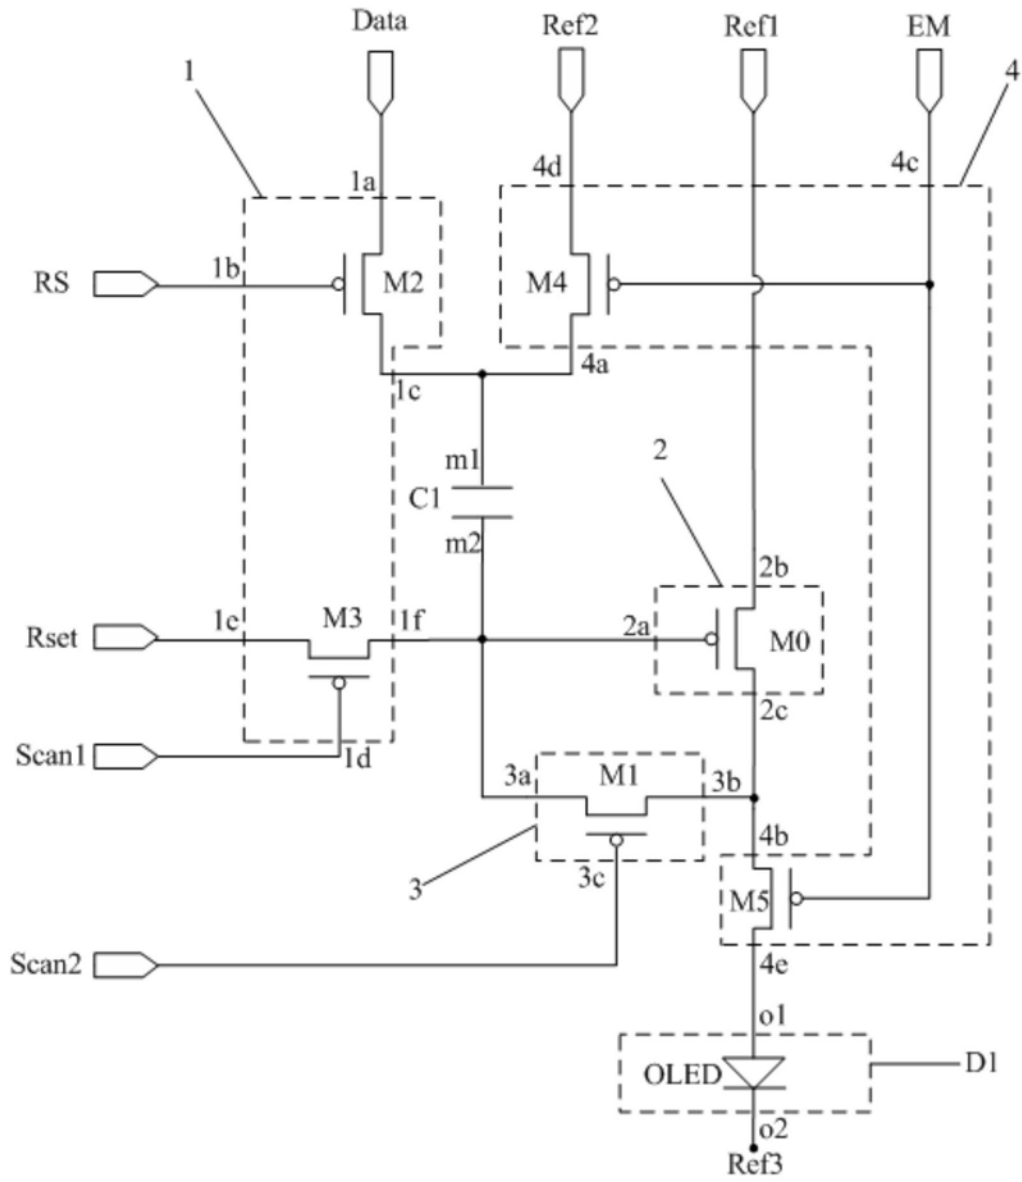 Data Ref2 Ref1 EM
1 4
4d 4c
1a
1b
RS M2 M4
4a
1c
m1
C1 2
m2
2b
1e M3 1f 2a
Rset M0
2c
Scan1 1d
3a M1 3b
4b
3c
3 M5
Scan2 4e
o1
OLED D1
o2
Ref3